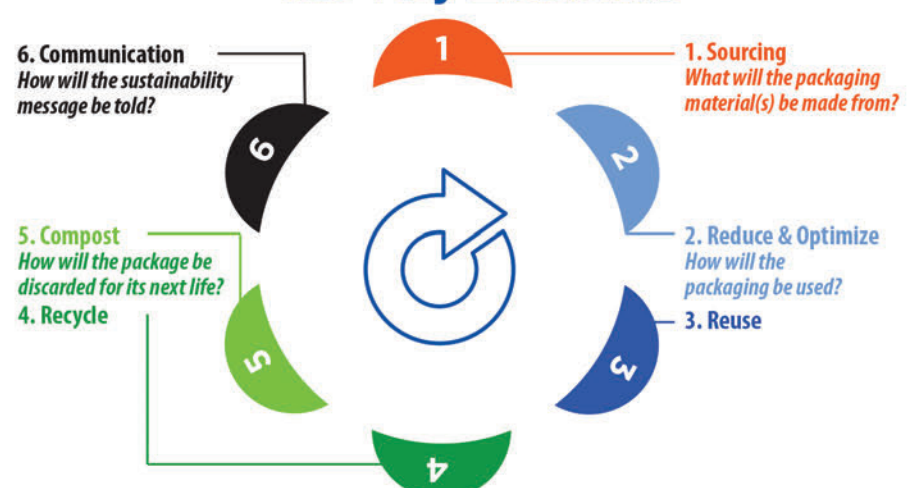 6. Communication
How will the sustainability
message be told?
1
1. Sourcing
What will the packaging
material(s) be made from?
6
2
5. Compost
How will the package be
discarded for its next life?
4. Recycle
2. Reduce & Optimize
How will the
packaging be used?
3. Reuse
5
3
4